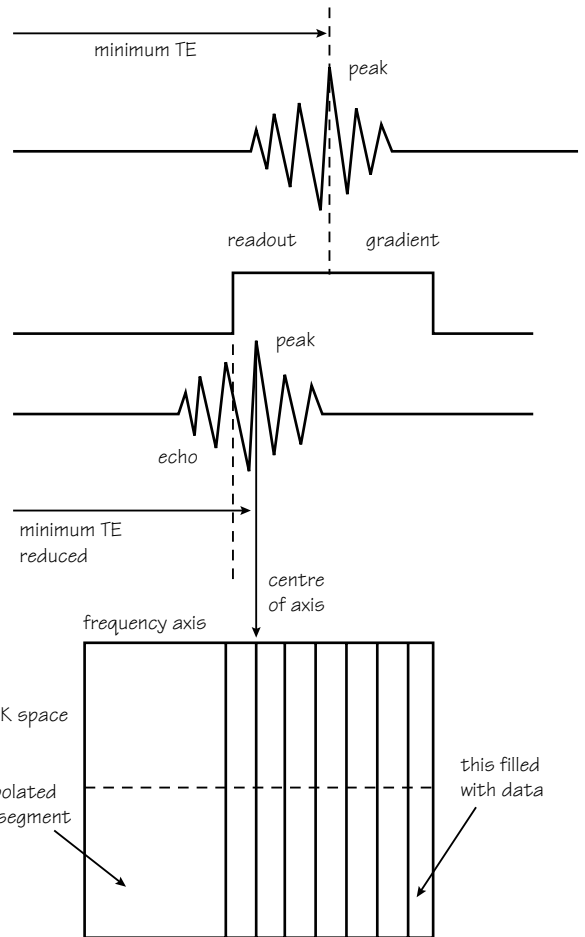 minimum TE
peak
readout
gradient
peak
echo
minimum TE
reduced
centre
of axis
frequency axis
K space
this filled
with data
segment